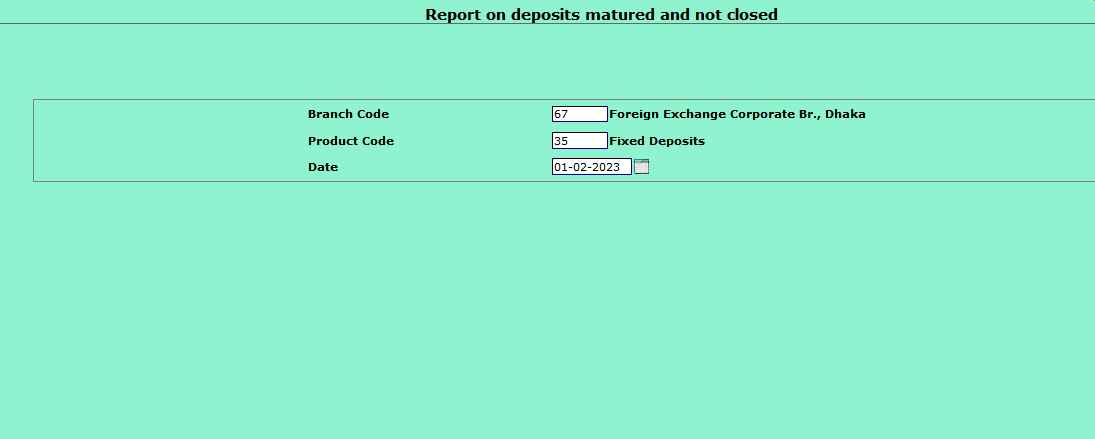 Report on deposits matured and not closed
Branch Code 67 Foreign Exchange Corporate Br., Dhaka
Product Code 35 Fixed Deposits
Date 01-02-2023